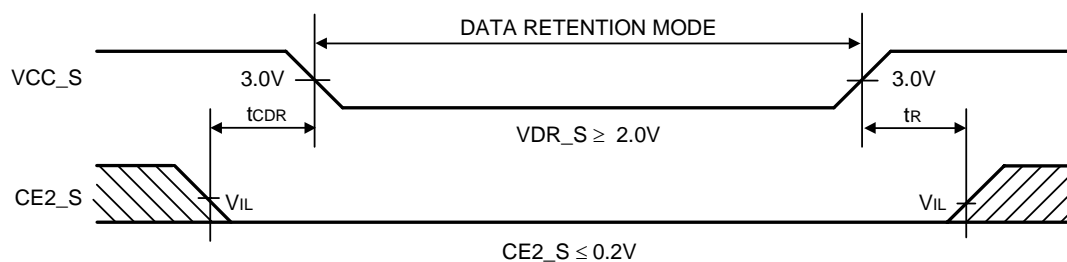 DATA RETENTION MODE
VCC_S
3.0V
3.0V
tCDR
tR
VDR_S ≥ 2.0V
CE2_S
VIL
VIL
CE2_S ≤ 0.2V